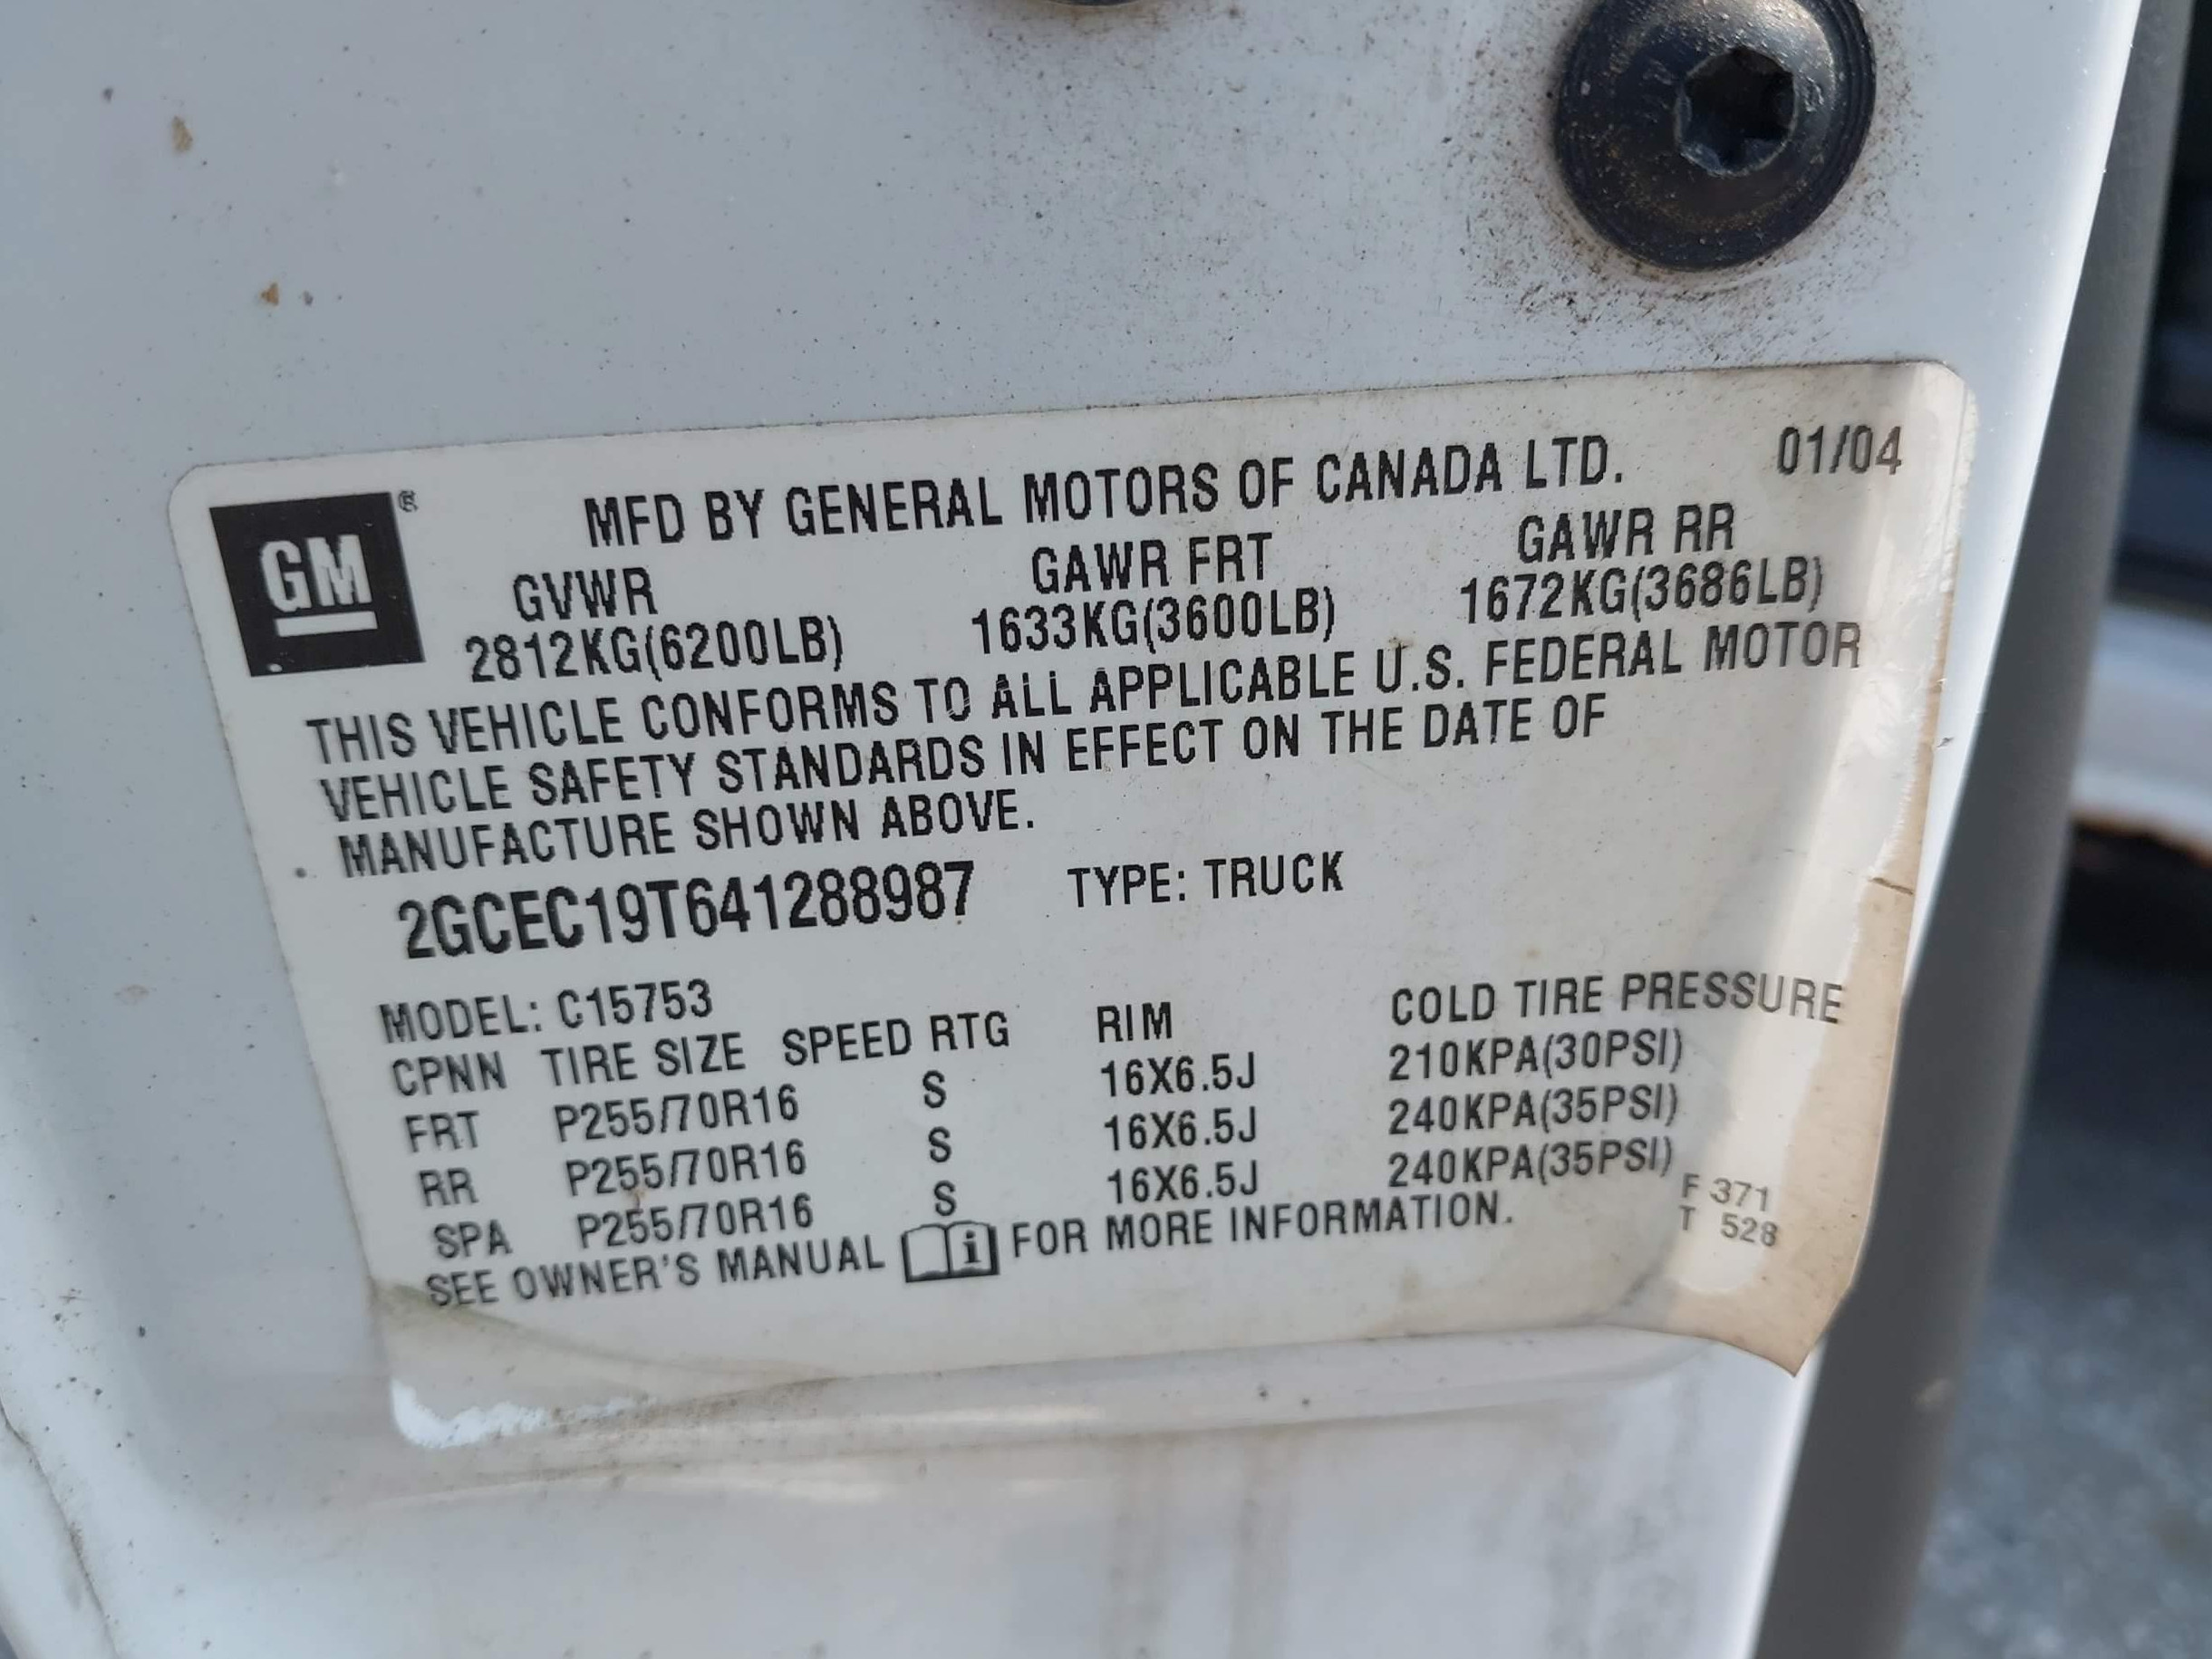 GM ®
MFD BY GENERAL MOTORS OF CANADA LTD. 01/04
GVWR GAWR FRT GAWR RR
2812KG(6200LB) 1633KG(3600LB) 1672KG(3686LB)
THIS VEHICLE CONFORMS TO ALL APPLICABLE U.S. FEDERAL MOTOR
VEHICLE SAFETY STANDARDS IN EFFECT ON THE DATE OF
MANUFACTURE SHOWN ABOVE.
2GCEC19T641288987 TYPE: TRUCK
MODEL: C15753
CPNN TIRE SIZE SPEED RTG RIM COLD TIRE PRESSURE
FRT P255/70R16 S 16X6.5J 210KPA(30PSI)
RR P255/70R16 S 16X6.5J 240KPA(35PSI)
SPA P255/70R16 S 16X6.5J 240KPA(35PSI)
SEE OWNER'S MANUAL i FOR MORE INFORMATION.
F 371
T 528